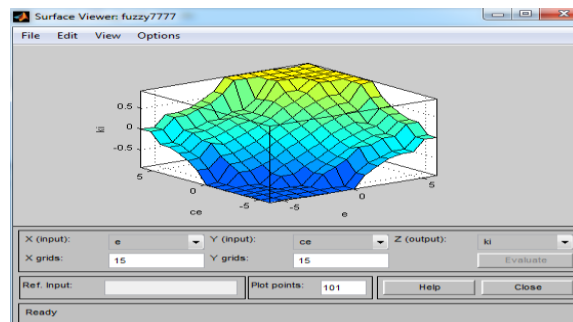 Surface Viewer: fuzzy7777
File Edit View Options
0.5
0
-0.5
ki
5
0
-5
ce
-5
0
5
e
X (input): e Y (input): ce Z (output): ki
X grids: 15 Y grids: 15 Evaluate
Ref. Input: Plot points: 101 Help Close
Ready